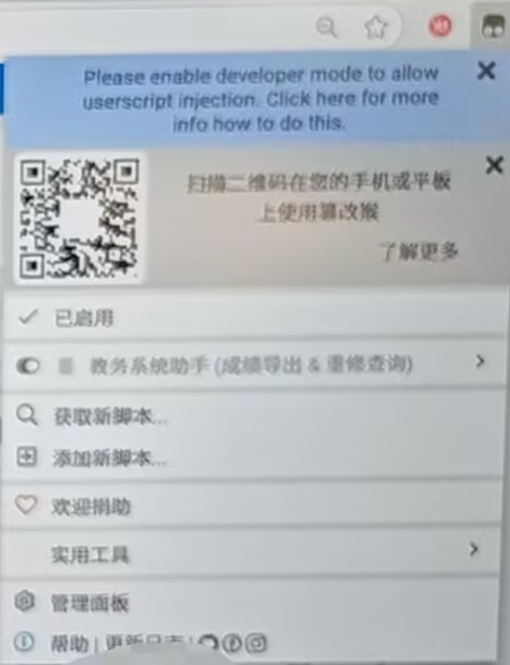 Please enable developer mode to allow
userscript injection. Click here for more
info how to do this.
扫描二维码在您的手机或平板
上使用篡改猴
了解更多
已启用
教务系统助手 (成绩导出 & 重修查询)
获取新脚本...
添加新脚本...
欢迎捐助
实用工具
管理面板
帮助 | 更新日志 |